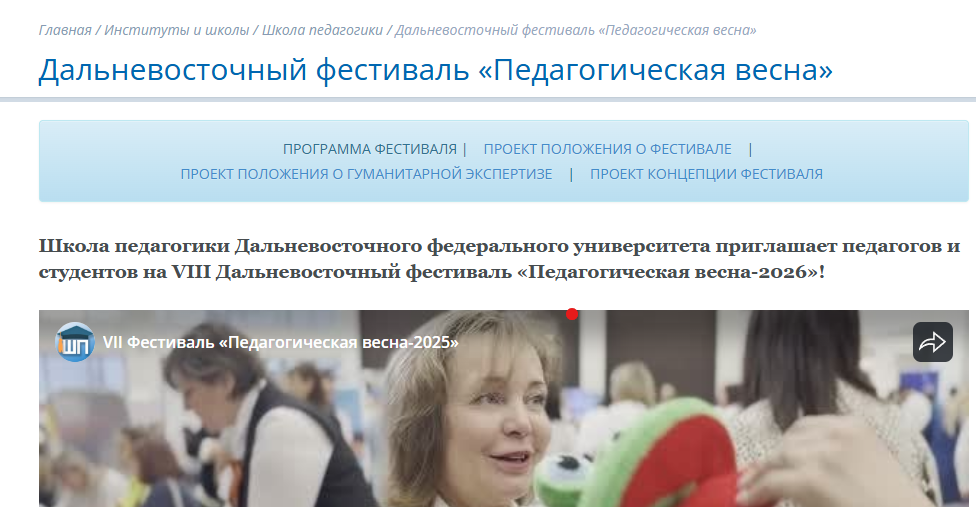 Главная / Институты и школы / Школа педагогики / Дальневосточный фестиваль «Педагогическая весна»
Дальневосточный фестиваль «Педагогическая весна»
ПРОГРАММА ФЕСТИВАЛЯ | ПРОЕКТ ПОЛОЖЕНИЯ О ФЕСТИВАЛЕ |
ПРОЕКТ ПОЛОЖЕНИЯ О ГУМАНИТАРНОЙ ЭКСПЕРТИЗЕ | ПРОЕКТ КОНЦЕПЦИИ ФЕСТИВАЛЯ
Школа педагогики Дальневосточного федерального университета приглашает педагогов и
студентов на VIII Дальневосточный фестиваль «Педагогическая весна-2026»!
ШП VII Фестиваль «Педагогическая весна-2025»